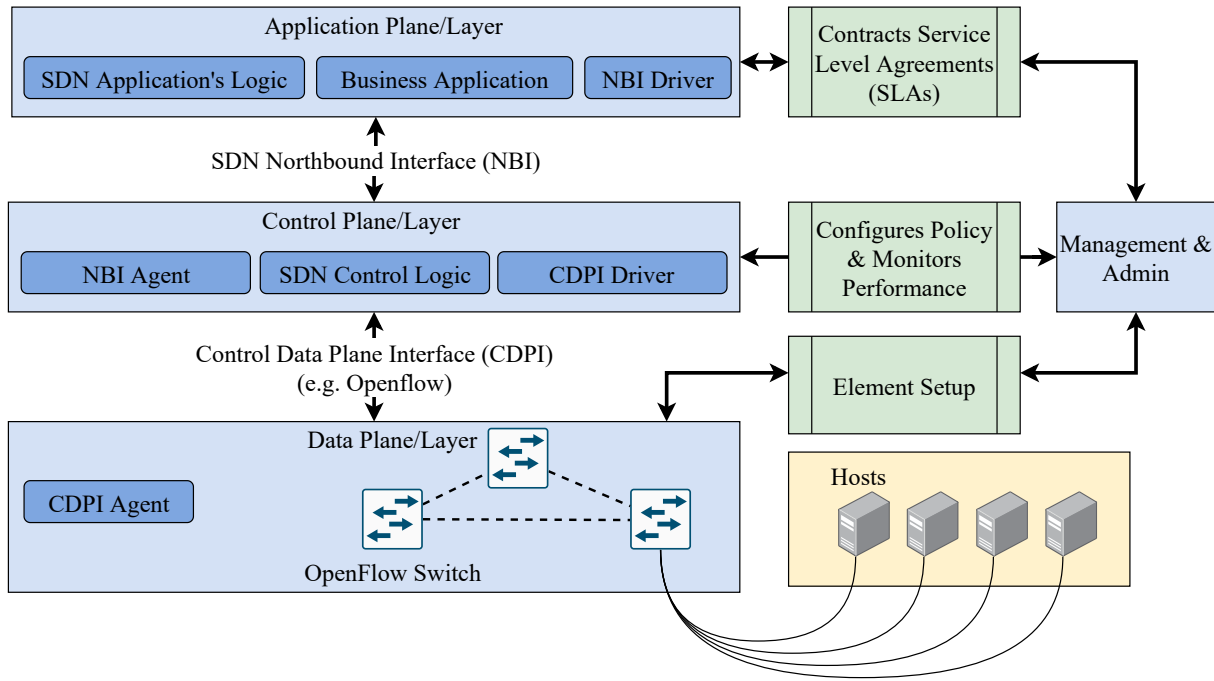 Application Plane/Layer
SDN Application's Logic
Business Application
NBI Driver
Contracts Service
Level Agreements
(SLAs)
SDN Northbound Interface (NBI)
Control Plane/Layer
NBI Agent
SDN Control Logic
CDPI Driver
Configures Policy
& Monitors
Performance
Management &
Admin
Control Data Plane Interface (CDPI)
(e.g. Openflow)
Element Setup
Data Plane/Layer
CDPI Agent
OpenFlow Switch
Hosts